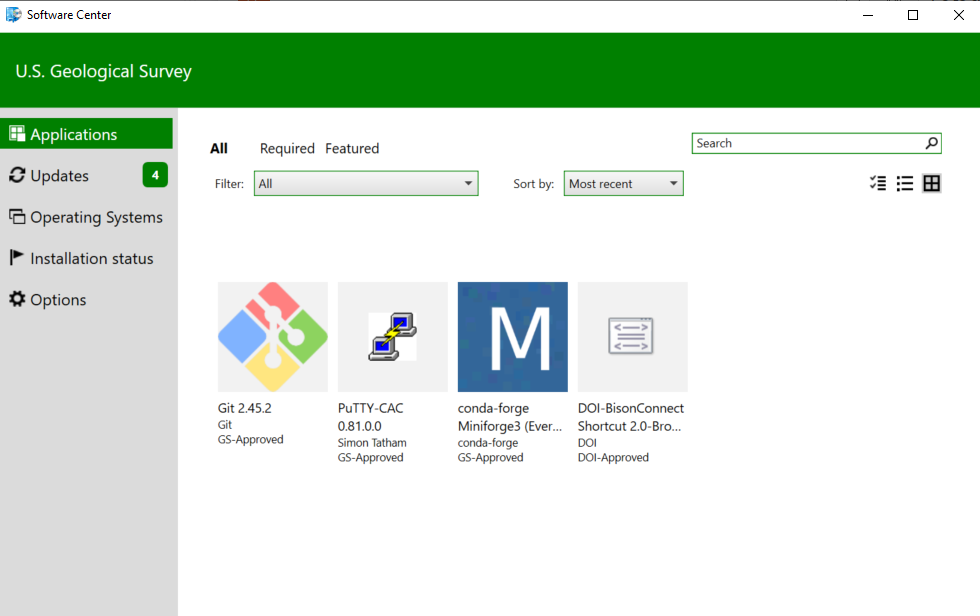 Software Center
U.S. Geological Survey
Applications
Updates 4
Operating Systems
Installation status
Options
All Required Featured
Search
Filter: All Sort by: Most recent
M
Git 2.45.2
Git
GS-Approved
PuTTY-CAC
0.81.0.0
Simon Tatham
GS-Approved
conda-forge
Miniforge3 (Ever...
conda-forge
GS-Approved
DOI-BisonConnect
Shortcut 2.0-Bro...
DOI
DOI-Approved